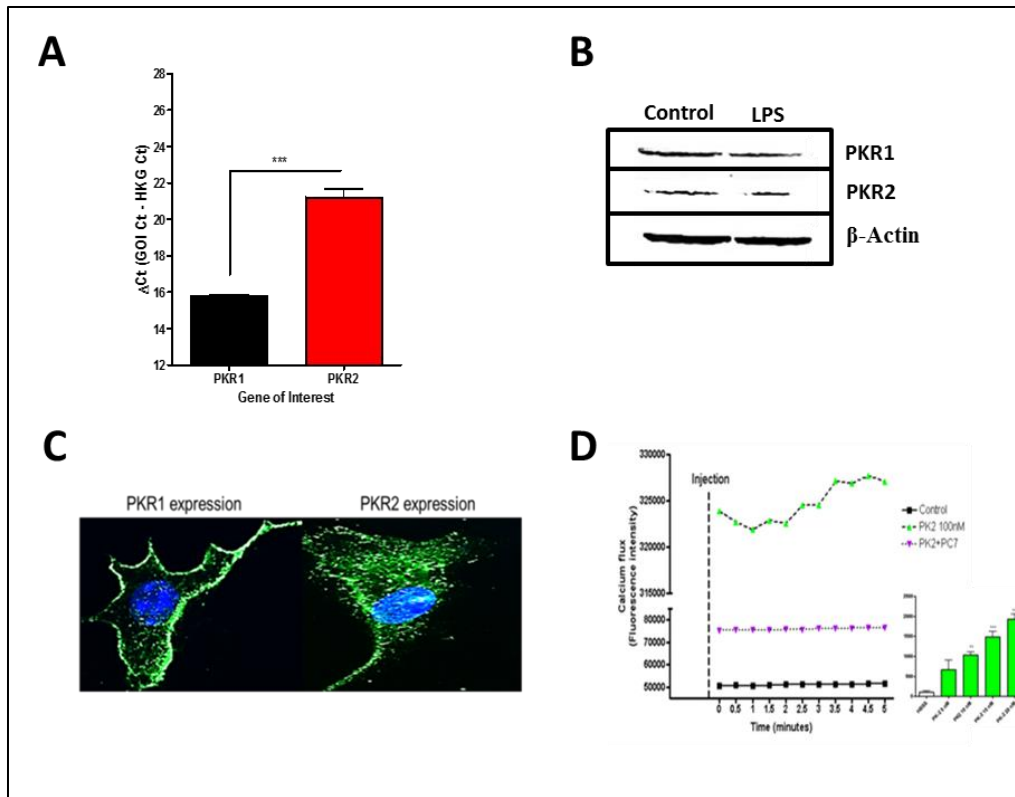 A
28
26
24
22
20
18
16
14
12
ΔCt (GOI Ct - HKG Ct)
***
PKR1
PKR2
Gene of Interest
B
Control LPS
PKR1
PKR2
β-Actin
C
PKR1 expression PKR2 expression
D
330000
325000
320000
315000
80000
70000
60000
50000
Calcium flux
(Fluorescence intensity)
Injection
Control
PK2 100nM
PK2+PC7
0 0.5 1 1.5 2 2.5 3 3.5 4 4.5 5
Time (minutes)